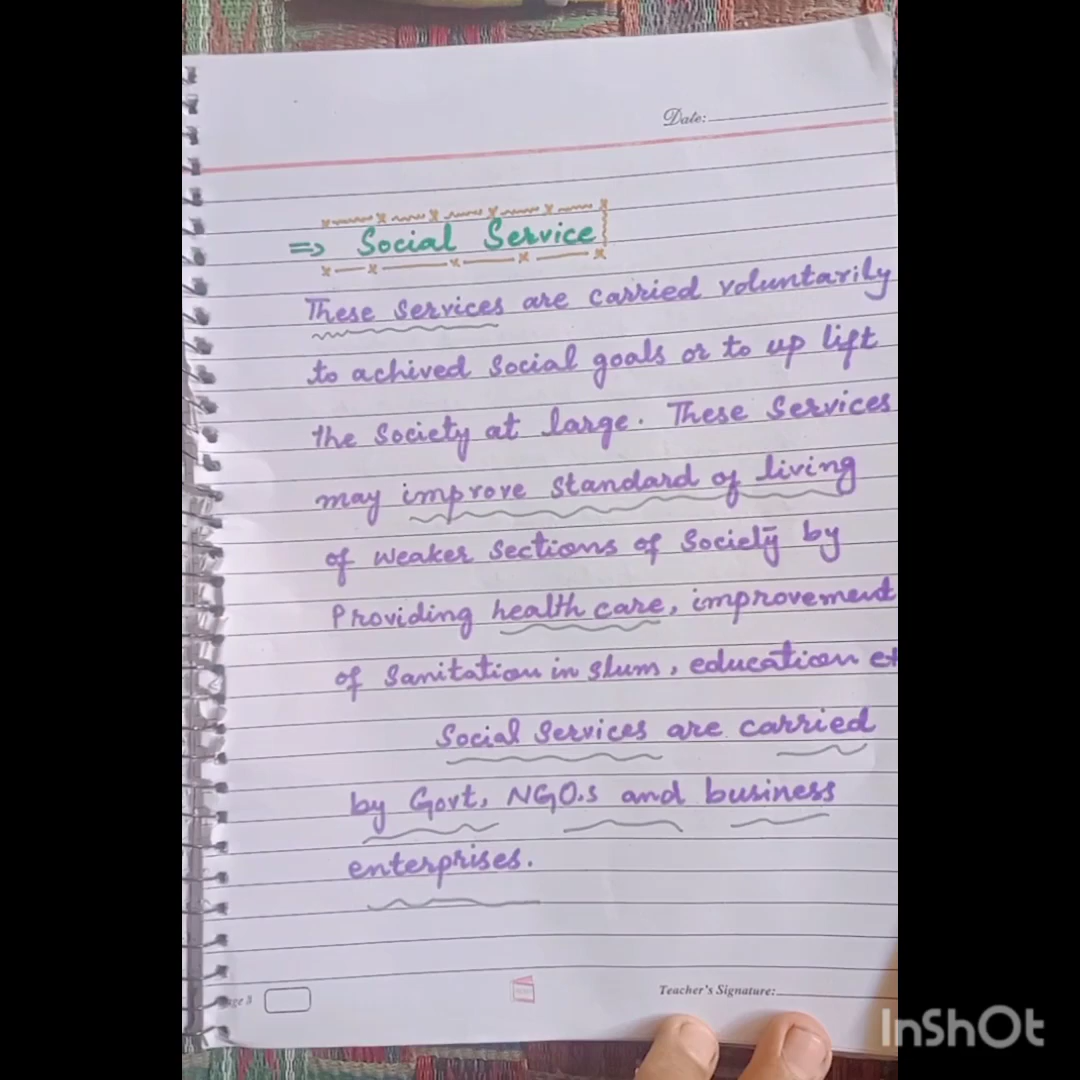 Date:
=> Social Service
These services are carried voluntarily
to achived social goals or to up lift
the society at large. These services
may improve standard of living
of weaker sections of society by
Providing health care, improvement
of sanitation in slum, education et
Social services are carried
by Govt, NGO.s and business
enterprises.
Teacher's Signature:
InShOt